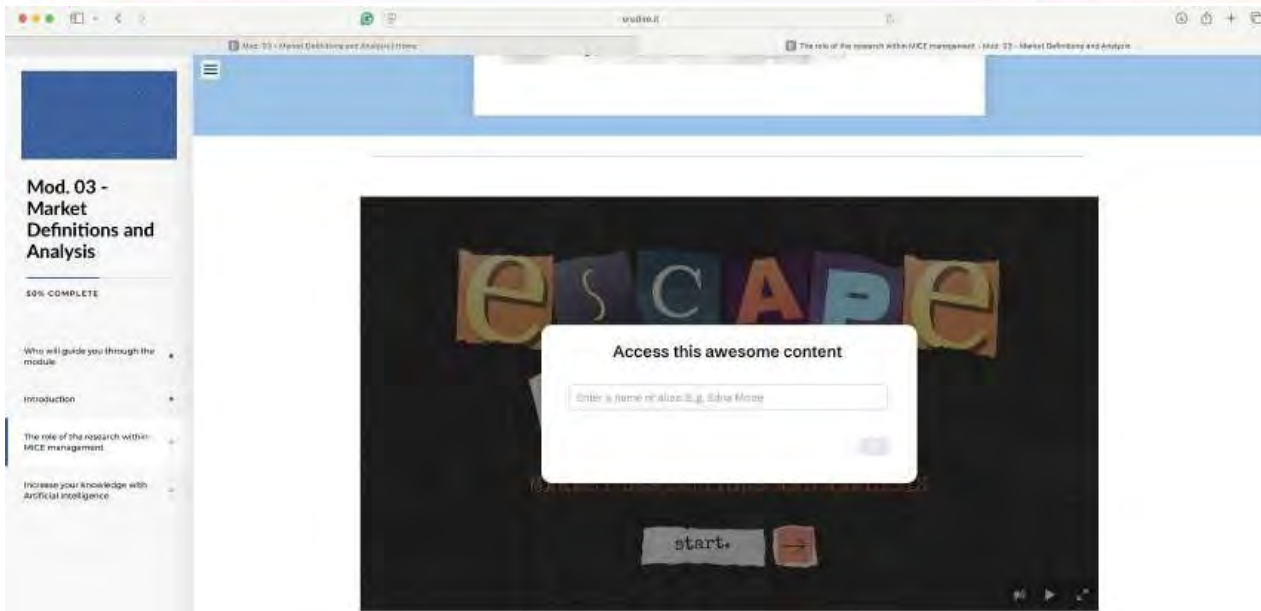 Mod. 03 - Market Definitions and Analysis | Home
The role of the research within MICE management - Mod. 03 - Market Definitions and Analysis
Mod. 03 -
Market
Definitions and
Analysis
50% COMPLETE
Who will guide you through the
module
Introduction
The role of the research within
MICE management
Increase your knowledge with
Artificial Intelligence
escape
Access this awesome content
Enter a name or alias: E.g. Edna Mode
start.